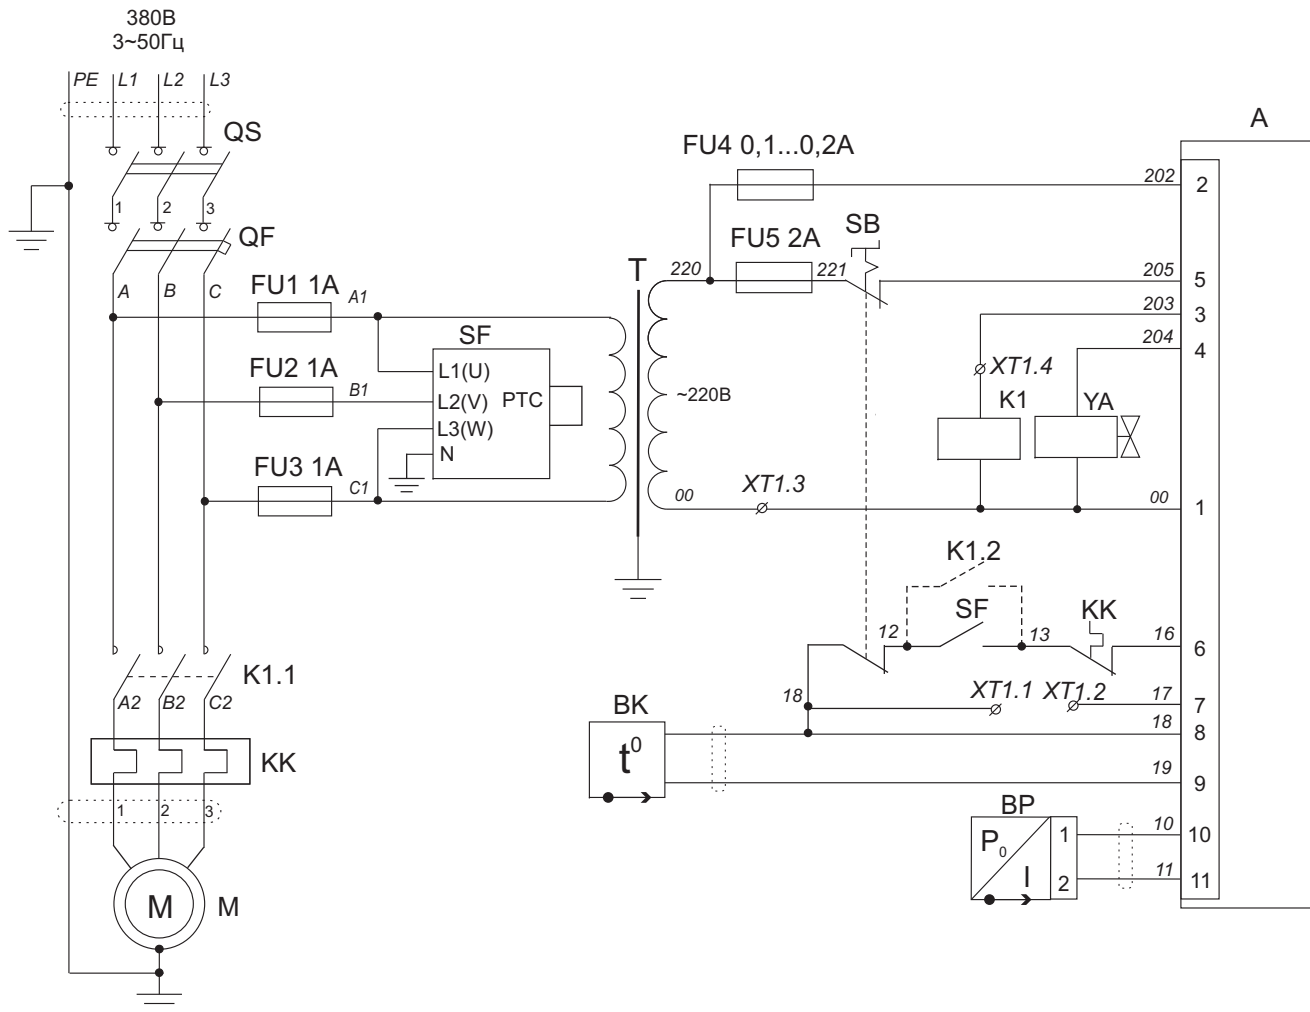 380В
3~50Гц
PE L1 L2 L3
QS
A
1 2 3
QF
FU4 0,1...0,2A
202 2
SB
FU5 2A
T 220 221 205 5
A B C
FU1 1A A1
203 3
204 4
SF
L1(U)
XT1.4
FU2 1A B1
L2(V) PTC
~220В
K1 YA
L3(W)
N
FU3 1A C1
00 XT1.3 00 1
K1.2
SF KK
12 13 16 6
K1.1
A2 B2 C2
18 XT1.1 XT1.2 17 7
BK
18 8
t⁰
KK
19 9
1 2 3
BP
P₀ 1 10 10
I 2 11 11
M M